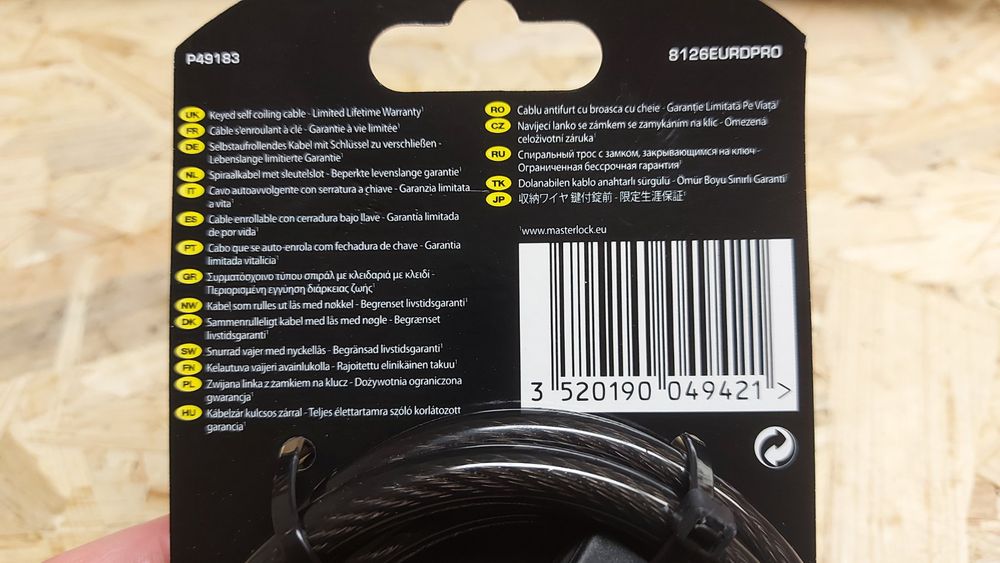 P49183
8126EURDPRO
UK Keyed self coiling cable - Limited Lifetime Warranty¹
FR Câble s'enroulant à clé - Garantie à vie limitée¹
DE Selbstaufrollendes Kabel mit Schlüssel zu verschließen -
Lebenslange limitierte Garantie¹
NL Spiraalkabel met sleutelslot - Beperkte levenslange garantie¹
IT Cavo autoavvolgente con serratura a chiave - Garanzia limitata
a vita¹
ES Cable enrollable con cerradura bajo llave - Garantía limitada
de por vida¹
PT Cabo que se auto-enrola com fechadura de chave - Garantia
limitada vitalícia¹
GR Συρματόσχοινο τύπου σπιράλ με κλειδαριά με κλειδί -
Περιορισμένη εγγύηση διάρκειας ζωής¹
NW Kabel som rulles ut lås med nøkkel - Begrenset livstidsgaranti¹
DK Sammenrulleligt kabel med lås med nøgle - Begrænset
livstidsgaranti¹
SW Snurrad vajer med nyckellås - Begränsad livstidsgaranti¹
FN Kelautuva vaijeri avainlukolla - Rajoitettu elinikäinen takuu¹
PL Zwijana linka z zamkiem na klucz - Dożywotnia ograniczona
gwarancja¹
HU Kábelzár kulcsos zárral - Teljes élettartamra szóló korlátozott
garancia¹
RO Cablu antifurt cu broasca cu cheie - Garanție Limitată Pe Viață¹
CZ Navíjecí lanko se zámkem se zamykáním na klíč - Omezená
celoživotní záruka¹
RU Спиральный трос с замком, закрывающимся на ключ -
Ограниченная бессрочная гарантия¹
TK Dolanabilen kablo anahtarlı sürgülü - Ömür Boyu Sınırlı Garanti¹
JP 収納ワイヤ 鍵付錠前 - 限定生涯保証¹
¹www.masterlock.eu
3 520190 049421 >